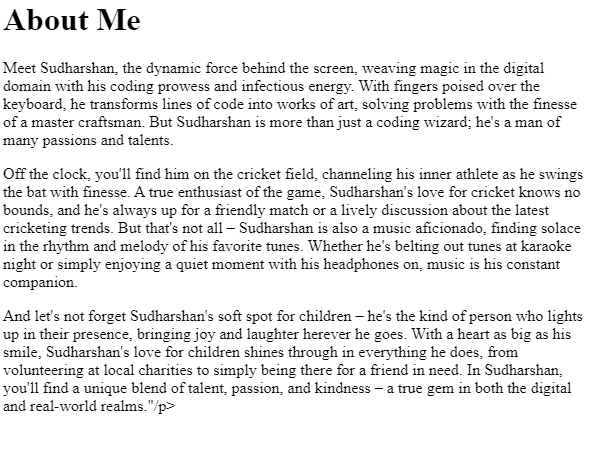 About Me
Meet Sudharshan, the dynamic force behind the screen, weaving magic in the digital
domain with his coding prowess and infectious energy. With fingers poised over the
keyboard, he transforms lines of code into works of art, solving problems with the finesse
of a master craftsman. But Sudharshan is more than just a coding wizard; he's a man of
many passions and talents.
Off the clock, you'll find him on the cricket field, channeling his inner athlete as he swings
the bat with finesse. A true enthusiast of the game, Sudharshan's love for cricket knows no
bounds, and he's always up for a friendly match or a lively discussion about the latest
cricketing trends. But that's not all – Sudharshan is also a music aficionado, finding solace
in the rhythm and melody of his favorite tunes. Whether he's belting out tunes at karaoke
night or simply enjoying a quiet moment with his headphones on, music is his constant
companion.
And let's not forget Sudharshan's soft spot for children – he's the kind of person who lights
up in their presence, bringing joy and laughter herever he goes. With a heart as big as his
smile, Sudharshan's love for children shines through in everything he does, from
volunteering at local charities to simply being there for a friend in need. In Sudharshan,
you'll find a unique blend of talent, passion, and kindness – a true gem in both the digital
and real-world realms."/p>